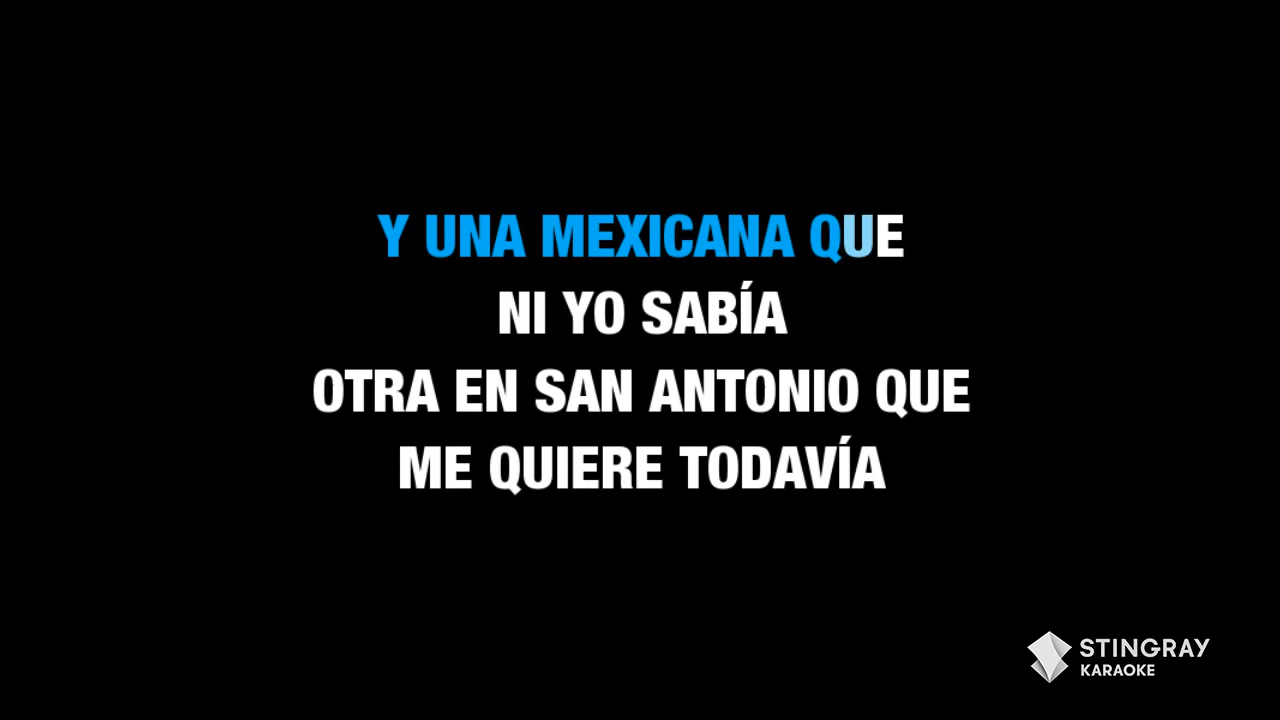 Y UNA MEXICANA QUE
NI YO SABÍA
OTRA EN SAN ANTONIO QUE
ME QUIERE TODAVÍA
STINGRAY
KARAOKE